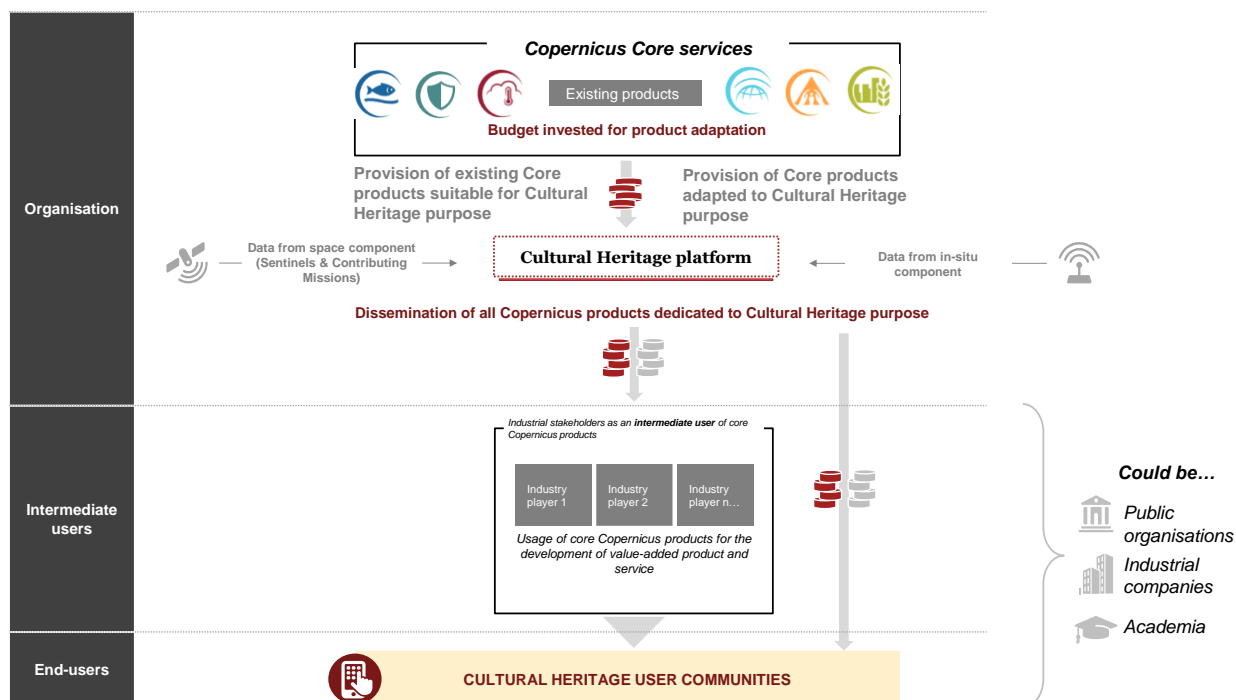 Organisation
Copernicus Core services
Existing products
Budget invested for product adaptation
Provision of existing Core
products suitable for Cultural
Heritage purpose
Provision of Core products
adapted to Cultural Heritage
purpose
Data from space component
(Sentinels & Contributing
Missions)
Cultural Heritage platform
Data from in-situ
component
Dissemination of all Copernicus products dedicated to Cultural Heritage purpose
Intermediate
users
Industrial stakeholders as an intermediate user of core
Copernicus products
Industry
player 1
Industry
player 2
Industry
player n…
Usage of core Copernicus products for the
development of value-added product and
service
Could be…
Public
organisations
Industrial
companies
Academia
End-users
CULTURAL HERITAGE USER COMMUNITIES